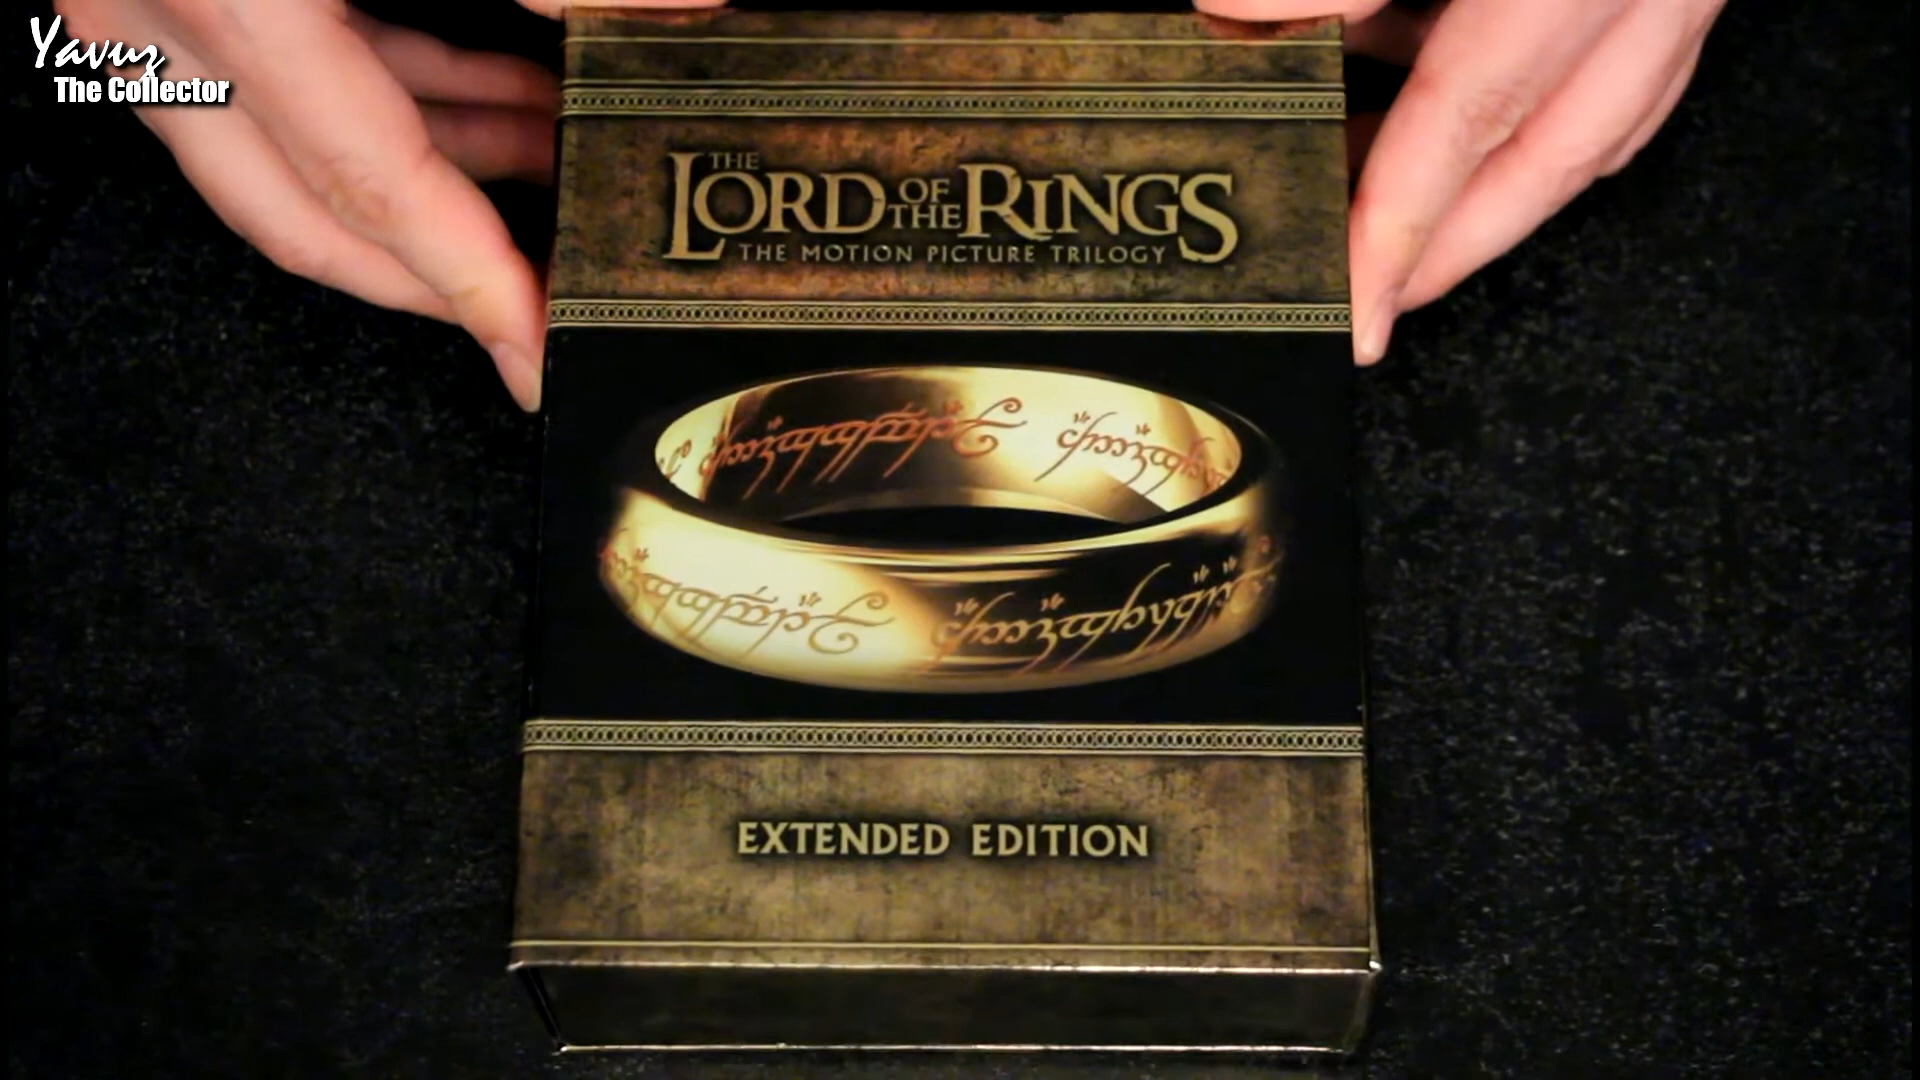 Yavuz
The Collector
THE LORD OF THE RINGS
THE MOTION PICTURE TRILOGY
EXTENDED EDITION